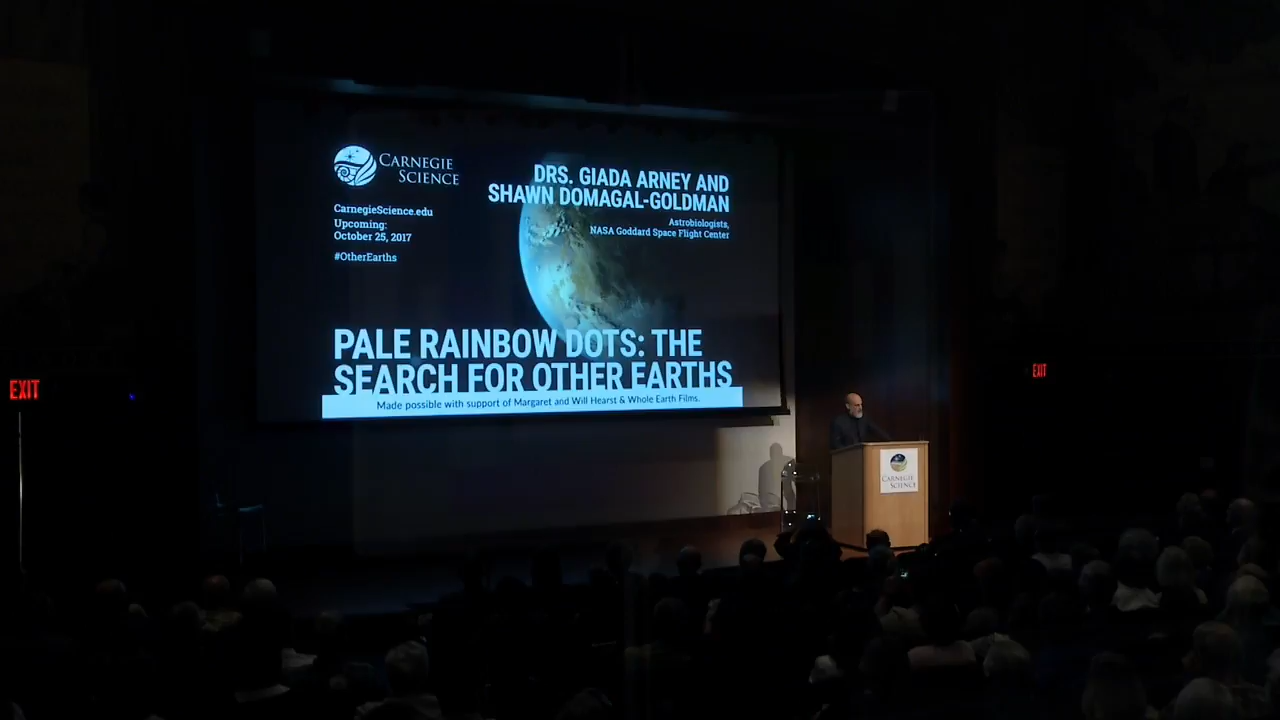 CARNEGIE
SCIENCE
CarnegieScience.edu
Upcoming:
October 25, 2017
#OtherEarths
DRS. GIADA ARNEY AND
SHAWN DOMAGAL-GOLDMAN
Astrobiologists,
NASA Goddard Space Flight Center
PALE RAINBOW DOTS: THE
SEARCH FOR OTHER EARTHS
Made possible with support of Margaret and Will Hearst & Whole Earth Films.
EXIT
EXIT
CARNEGIE
SCIENCE